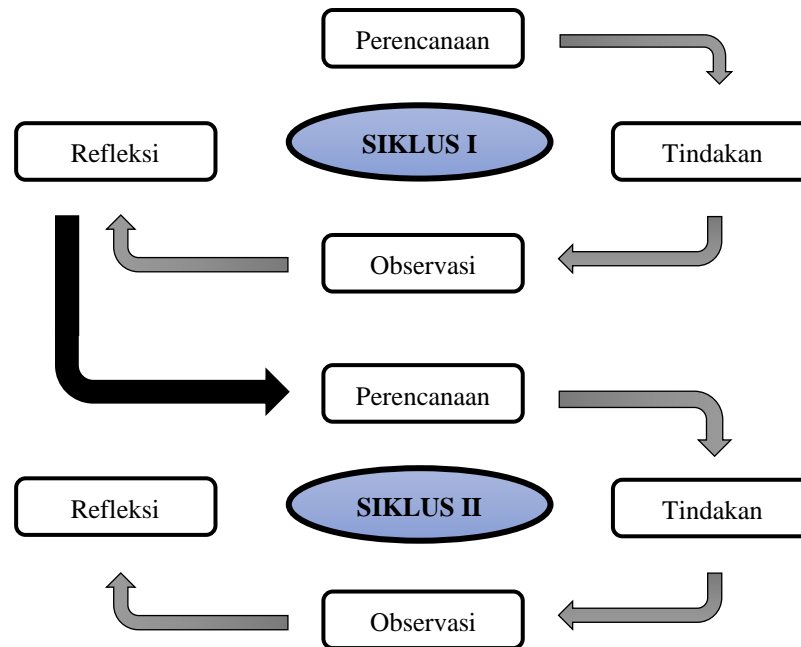 Perencanaan
Refleksi
SIKLUS I
Tindakan
Observasi
Perencanaan
Refleksi
SIKLUS II
Tindakan
Observasi